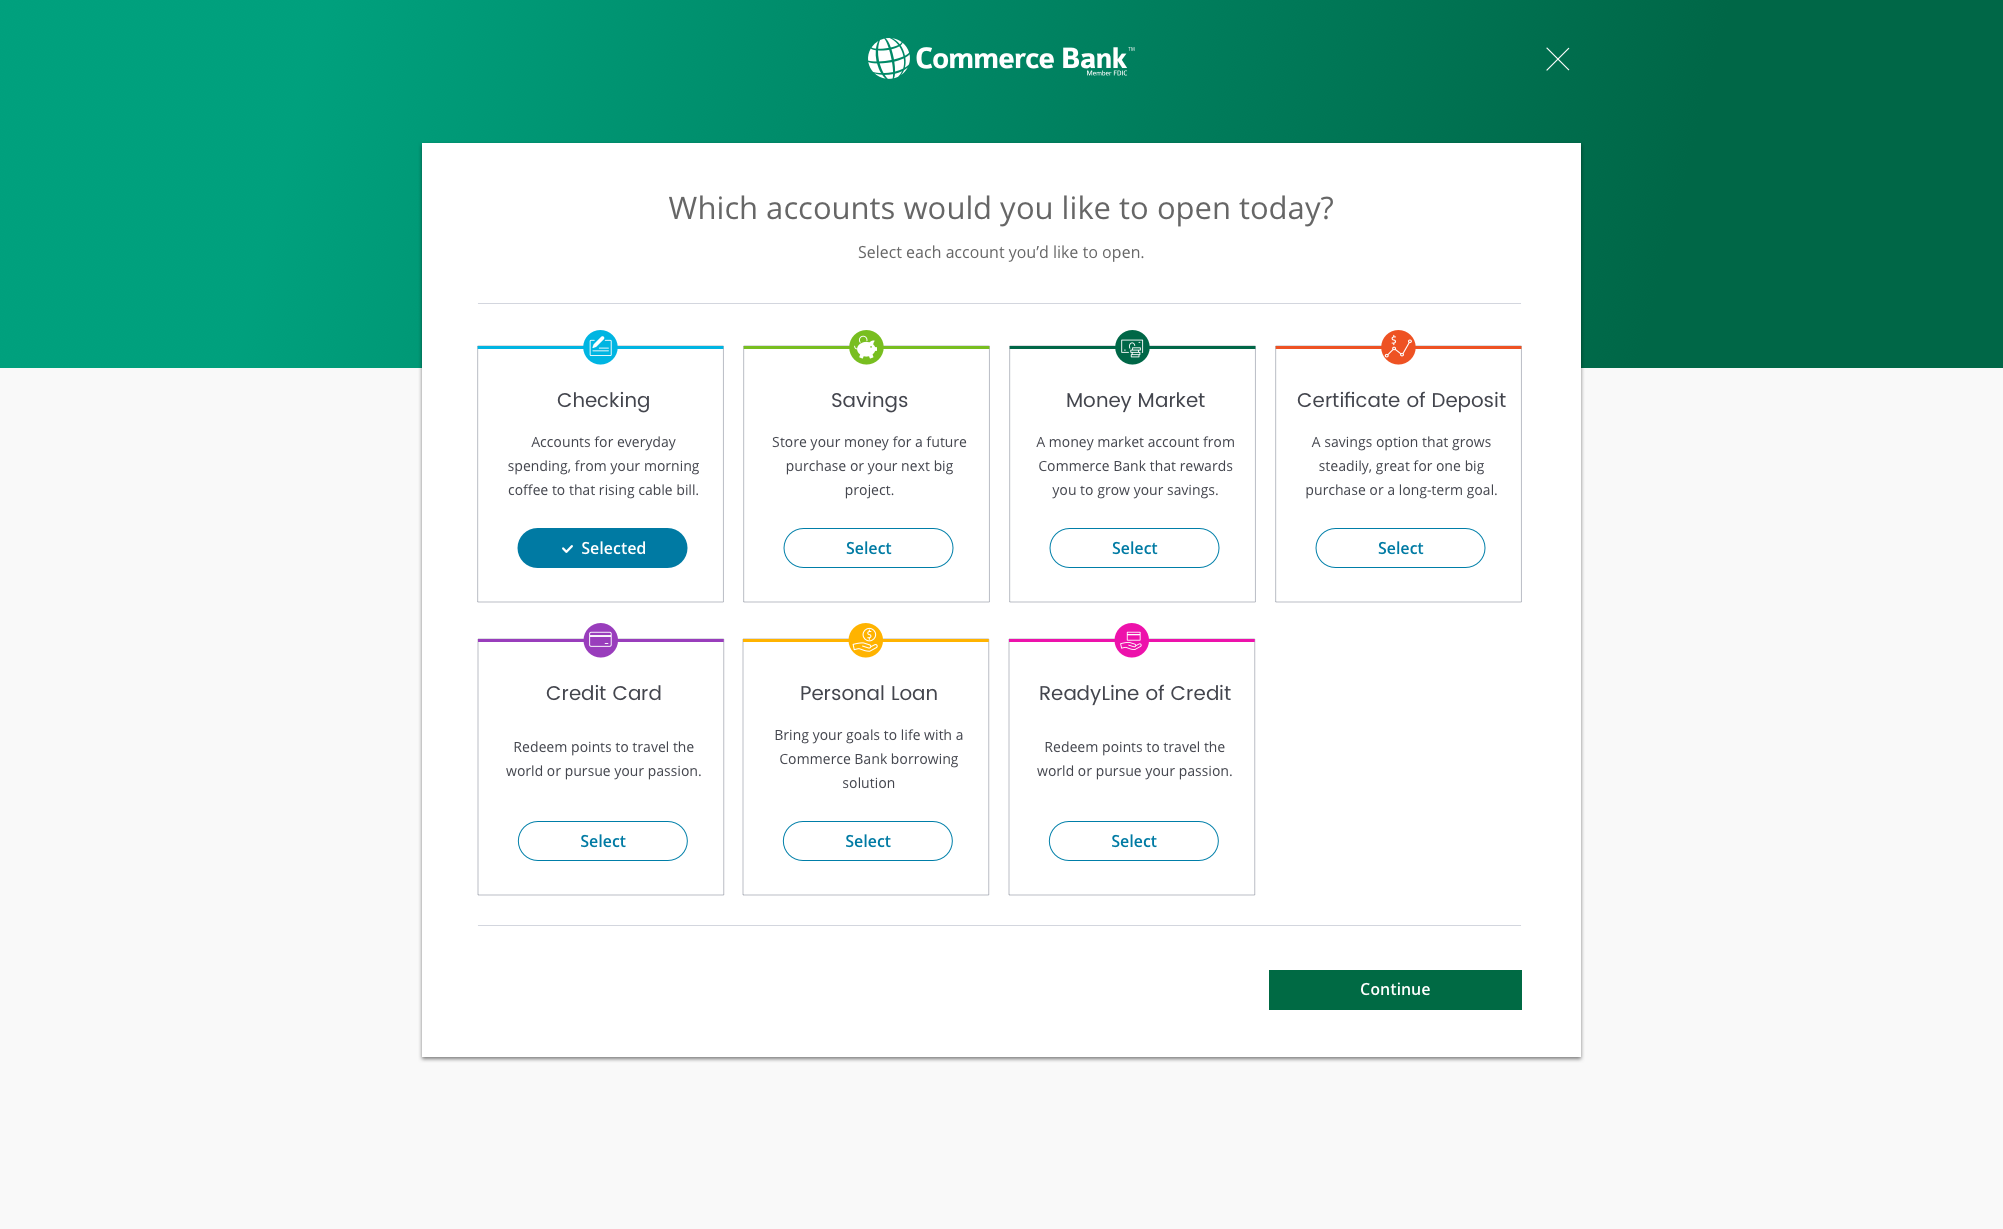 Commerce Bank™
Member FDIC
Which accounts would you like to open today?
Select each account you’d like to open.
Checking
Accounts for everyday
spending, from your morning
coffee to that rising cable bill.
Selected
Savings
Store your money for a future
purchase or your next big
project.
Select
Money Market
A money market account from
Commerce Bank that rewards
you to grow your savings.
Select
Certificate of Deposit
A savings option that grows
steadily, great for one big
purchase or a long-term goal.
Select
Credit Card
Redeem points to travel the
world or pursue your passion.
Select
Personal Loan
Bring your goals to life with a
Commerce Bank borrowing
solution
Select
ReadyLine of Credit
Redeem points to travel the
world or pursue your passion.
Select
Continue